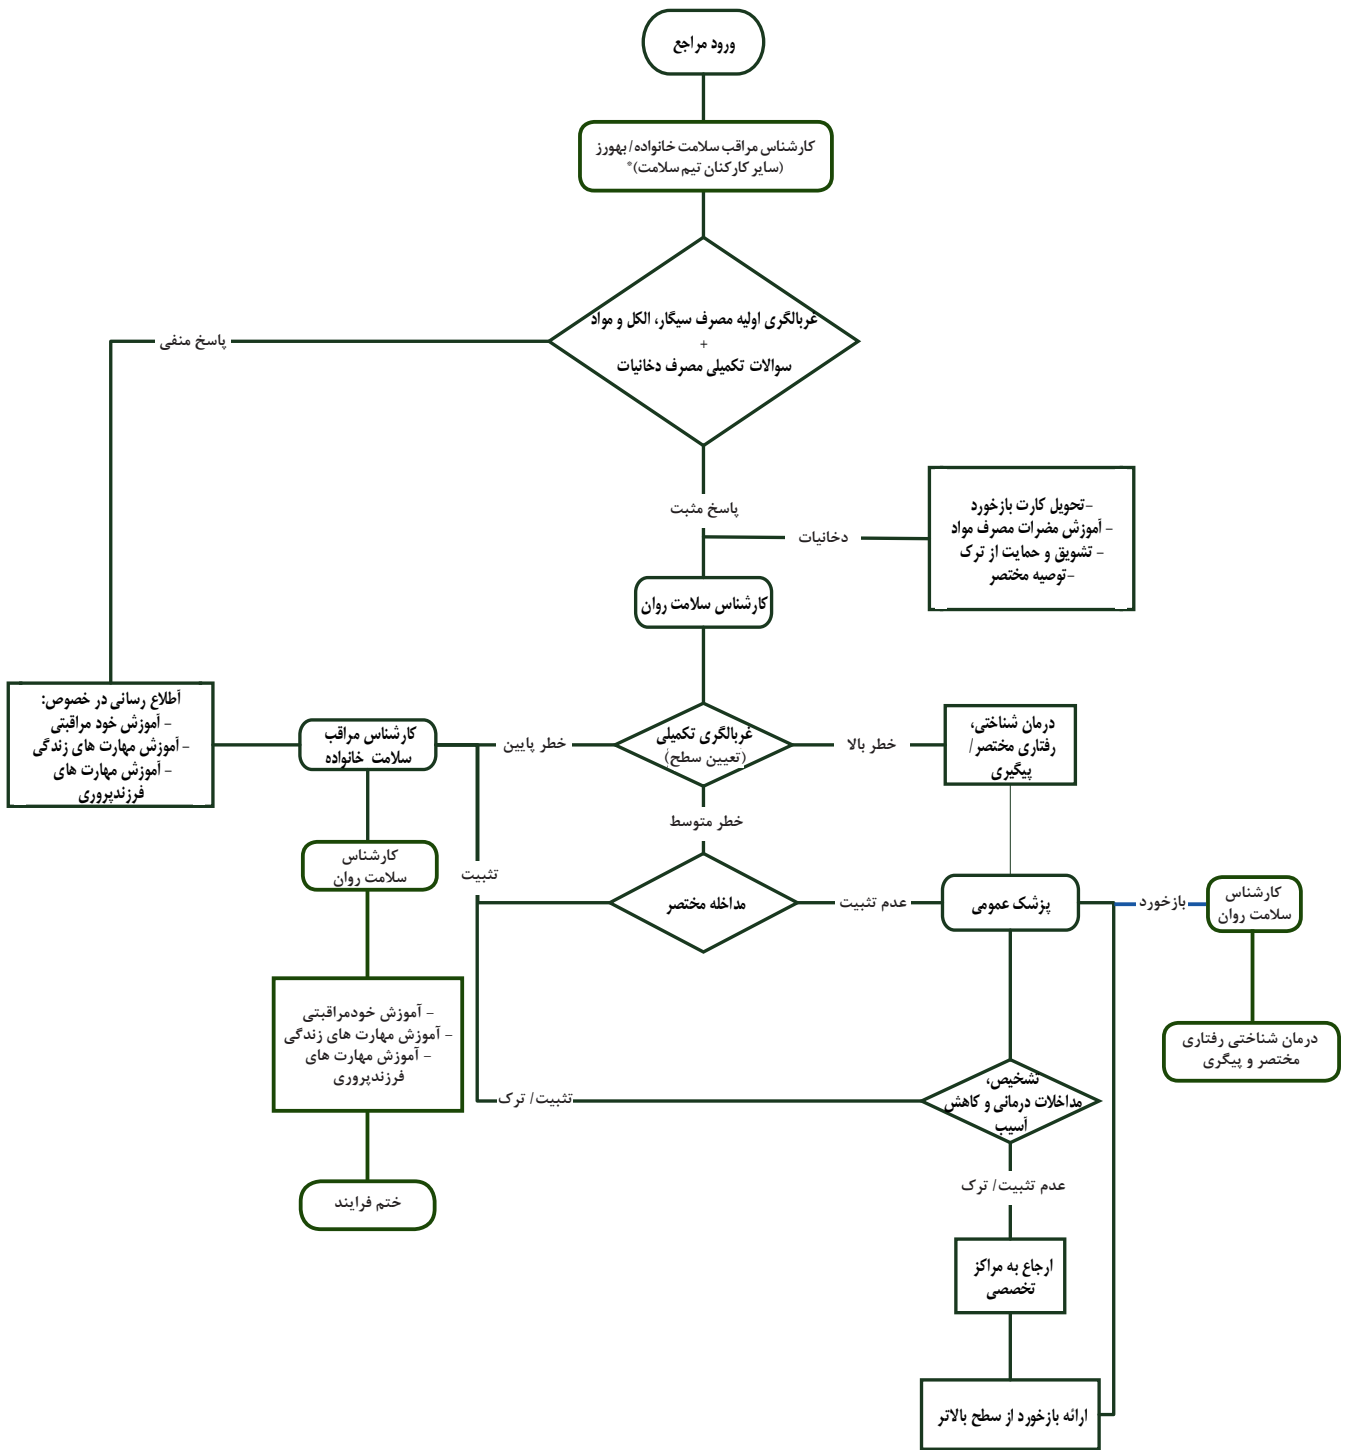 ورود مراجع
کارشناس مراقب سلامت خانواده/ بهورز
(سایر کارکنان تیم سلامت)*
غربالگری اولیه مصرف سیگار، الکل و مواد
+
سوالات تکمیلی مصرف دخانیات
پاسخ منفی
پاسخ مثبت
دخانیات
-تحویل کارت بازخورد
- آموزش مضرات مصرف مواد
- تشویق و حمایت از ترک
-توصیه مختصر
کارشناس سلامت روان
اطلاع رسانی در خصوص:
- آموزش خود مراقبتی
- آموزش مهارت های زندگی
- آموزش مهارت های
فرزندپروری
کارشناس مراقب
سلامت خانواده
خطر پایین
غربالگری تکمیلی
(تعیین سطح)
خطر بالا
درمان شناختی،
رفتاری مختصر/
پیگیری
خطر متوسط
کارشناس
سلامت روان
تثبیت
مداخله مختصر
عدم تثبیت
پزشک عمومی
بازخورد
کارشناس
سلامت روان
- آموزش خودمراقبتی
- آموزش مهارت های زندگی
- آموزش مهارت های
فرزندپروری
درمان شناختی رفتاری
مختصر و پیگری
تثبیت/ ترک
تشخیص،
مداخلات درمانی و کاهش
آسیب
عدم تثبیت/ ترک
ختم فرایند
ارجاع به مراکز
تخصصی
ارائه بازخورد از سطح بالاتر